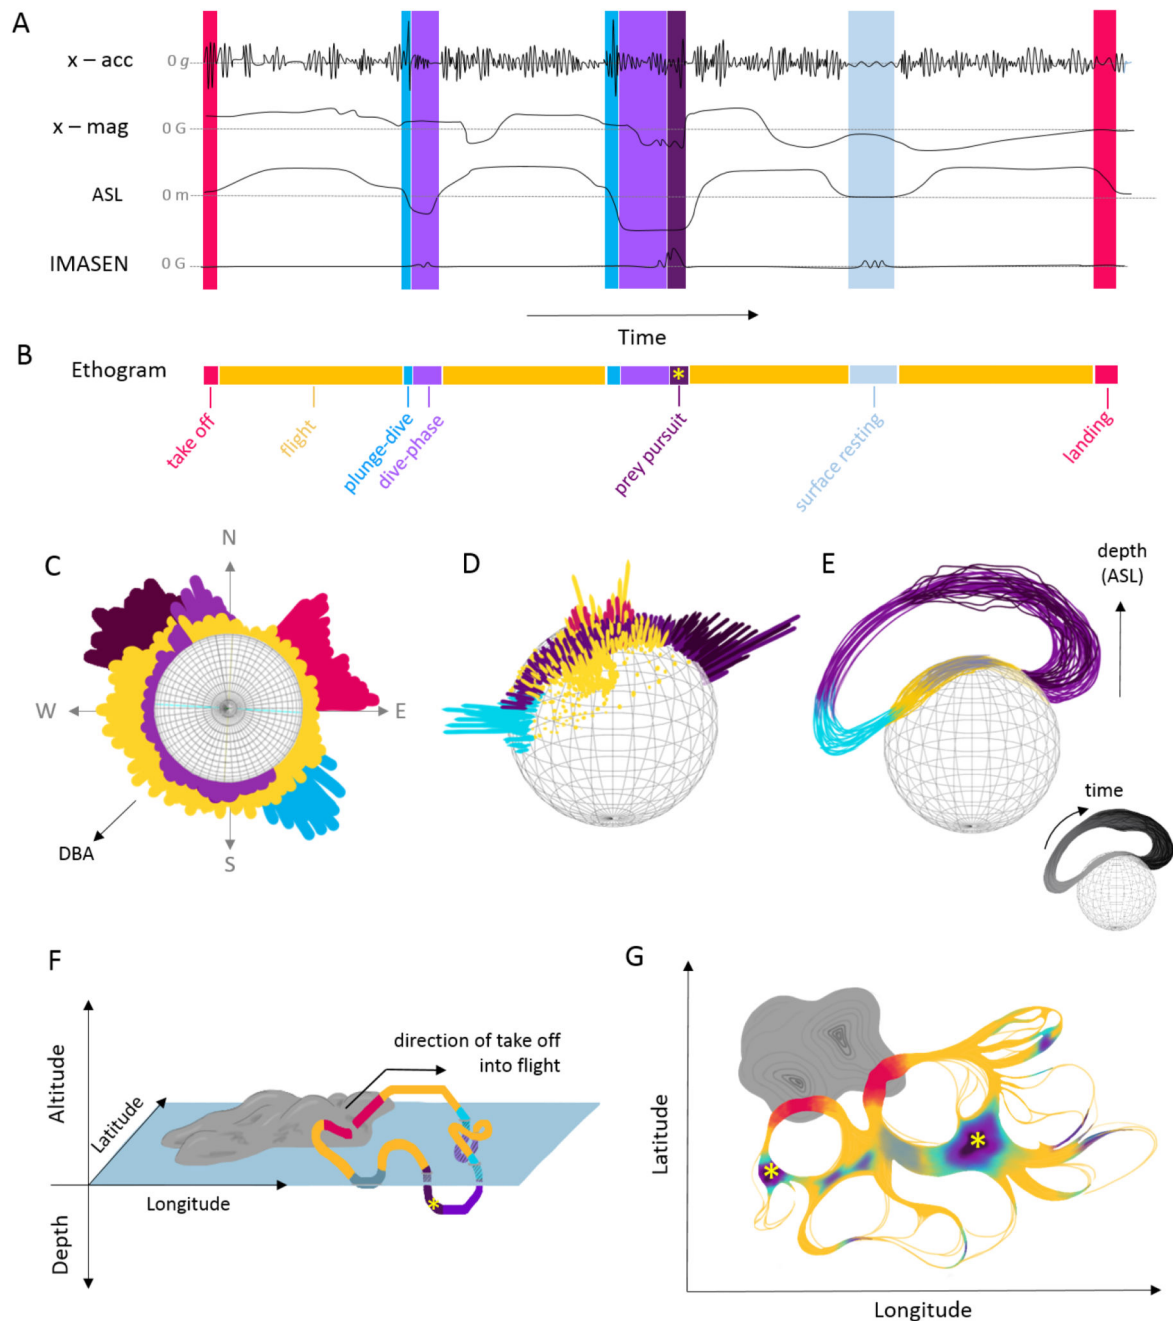 A
x – acc
0 g
x – mag
0 G
ASL
0 m
IMASEN
0 G
Time
B
Ethogram
*
take off
flight
plunge-dive
dive-phase
prey pursuit
surface resting
landing
C
N
W
E
S
DBA
D
E
depth
(ASL)
time
F
Altitude
Latitude
Longitude
Depth
direction of take off
into flight
*
G
Latitude
Longitude
*
*